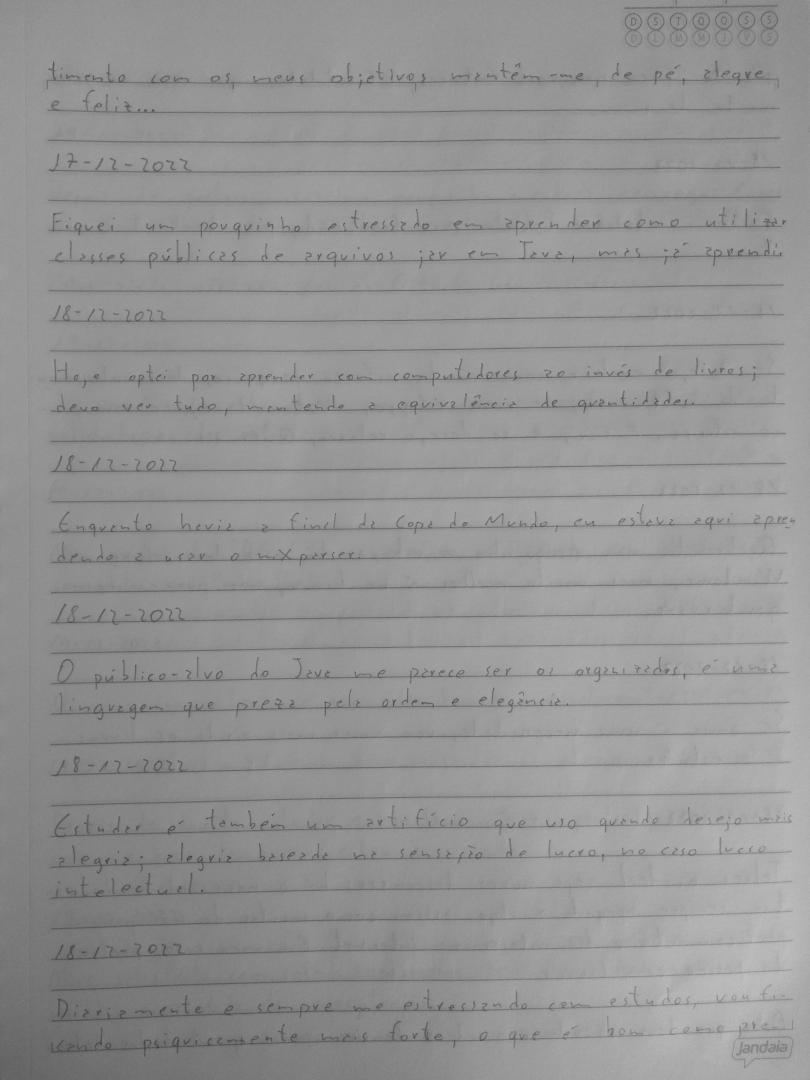 D S T Q Q S S
D L M M J V S
timento com os meus objetivos mantêm-me, de pé, alegre
e feliz...
17-12-2022
Fiquei um pouquinho estressado em aprender como utilizar
classes públicas de arquivos jar em Java, mas já aprendi.
18-12-2022
Hoje optei por aprender com computadores ao invés de livros;
devo ver tudo, mantendo a equivalência de quantidades.
18-12-2022
Enquanto havia a final da Copa do Mundo, eu estava aqui apren
dendo a usar o mXparser.
18-12-2022
O público-alvo do Java me parece ser os organizados, é uma
linguagem que preza pela ordem e elegância.
18-12-2022
Estudar é também um artifício que uso quando desejo mais
alegria; alegria baseada na sensação de lucro, no caso lucro
intelectual.
18-12-2022
Diariamente e sempre me estressando com estudos, vou fi-
cando psiquicamente mais forte, o que é bom como pre-
Jandaia